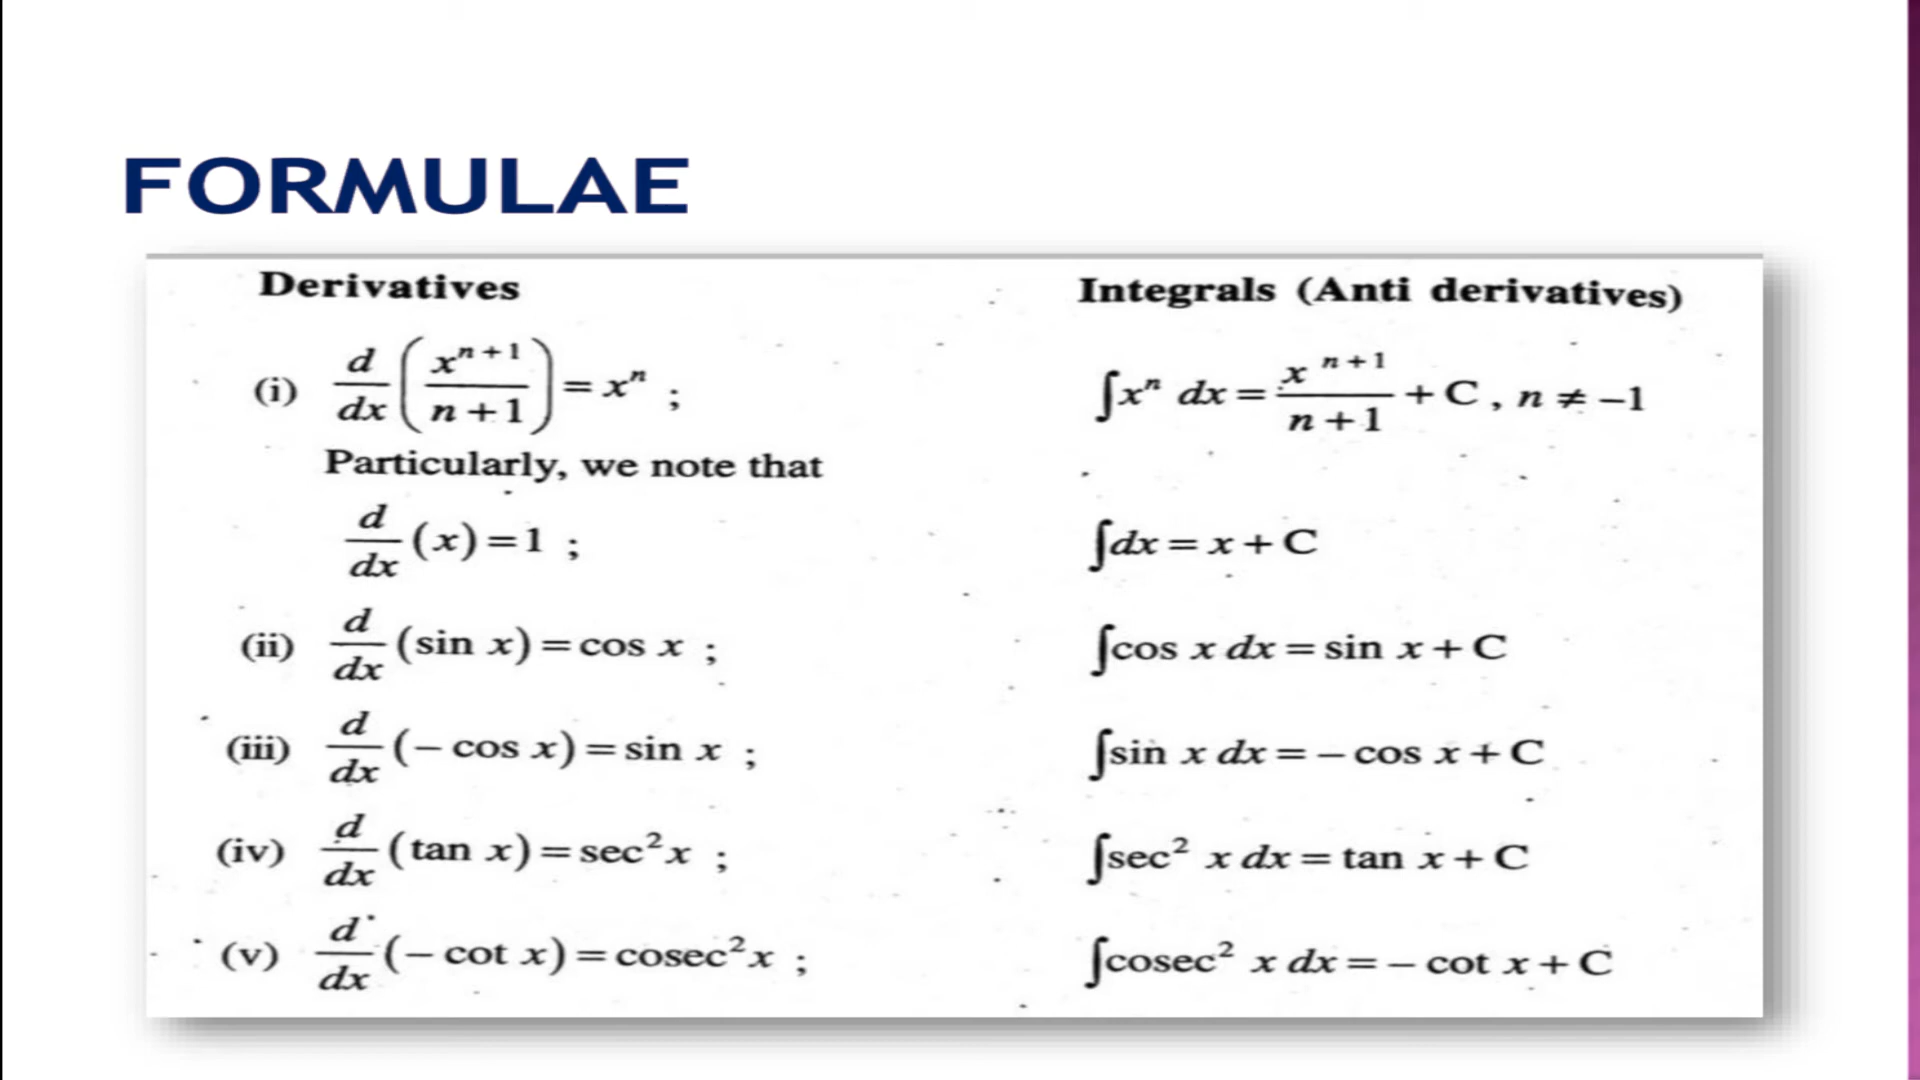 FORMULAE
Derivatives Integrals (Anti derivatives)
(i) d/dx (x^(n+1)/(n+1)) = xⁿ ; ∫xⁿ dx = x^(n+1)/(n+1) + C, n ≠ −1
Particularly, we note that
d/dx (x) = 1 ; ∫dx = x + C
(ii) d/dx (sin x) = cos x ; ∫cos x dx = sin x + C
(iii) d/dx (− cos x) = sin x ; ∫sin x dx = − cos x + C
(iv) d/dx (tan x) = sec²x ; ∫sec² x dx = tan x + C
(v) d/dx (− cot x) = cosec²x ; ∫cosec² x dx = − cot x + C